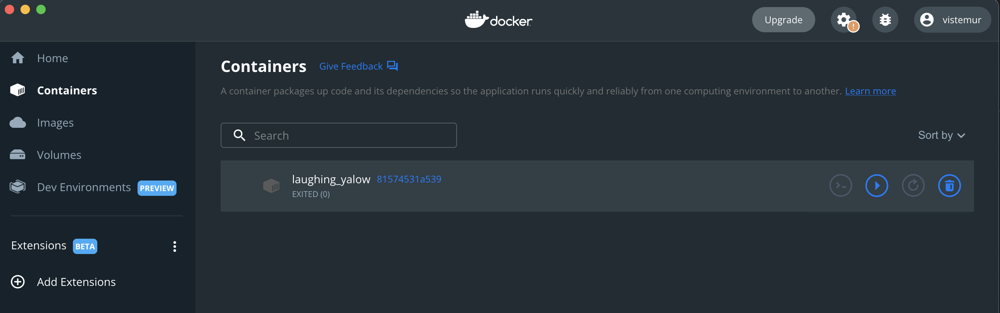 docker
Upgrade
vistemur
Home
Containers
Images
Volumes
Dev Environments PREVIEW
Extensions BETA
Add Extensions
Containers Give Feedback
A container packages up code and its dependencies so the application runs quickly and reliably from one computing environment to another. Learn more
Search
Sort by
laughing_yalow 81574531a539
EXITED (0)